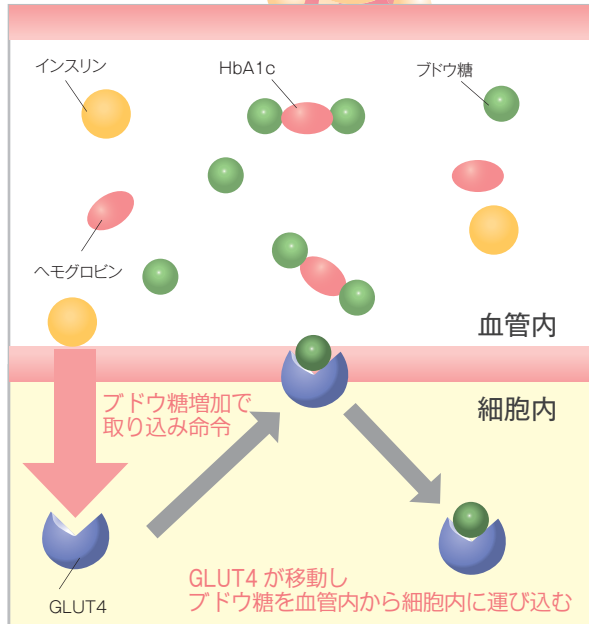 インスリン
HbA1c
ブドウ糖
ヘモグロビン
血管内
ブドウ糖増加で
取り込み命令
細胞内
GLUT4 が移動し
ブドウ糖を血管内から細胞内に運び込む
GLUT4